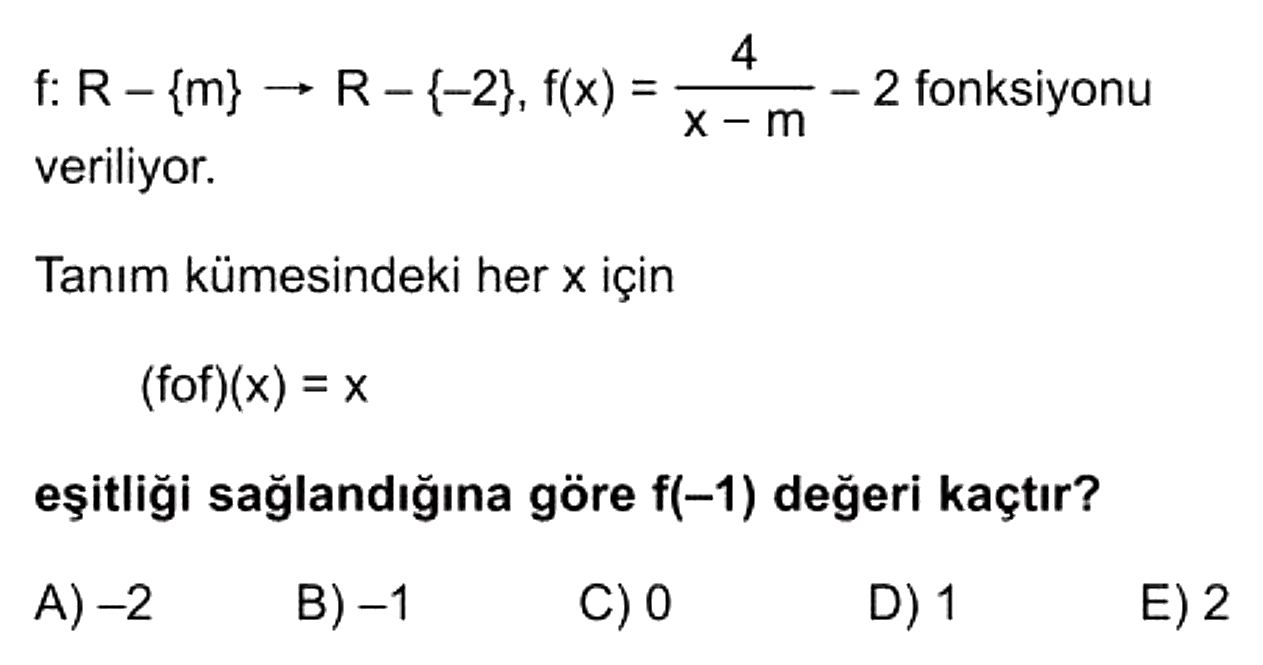 f: R – {m} → R – {–2}, f(x) = 4/(x – m) – 2 fonksiyonu
veriliyor.
Tanım kümesindeki her x için
(fof)(x) = x
eşitliği sağlandığına göre f(–1) değeri kaçtır?
A) –2 B) –1 C) 0 D) 1 E) 2